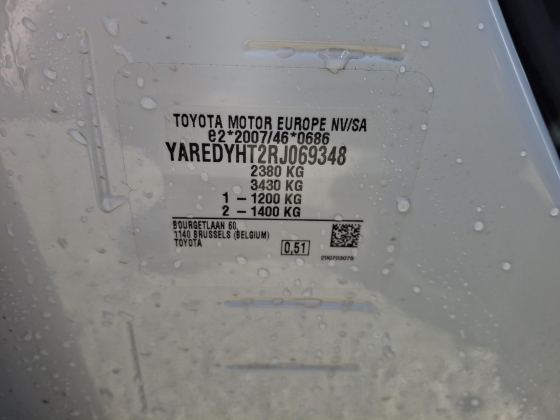 TOYOTA MOTOR EUROPE NV/SA
e2*2007/46*0686
YAREDYHT2RJ069348
2380 KG
3430 KG
1 - 1200 KG
2 - 1400 KG
BOURGETLAAN 60,
1140 BRUSSELS (BELGIUM)
TOYOTA
0,51